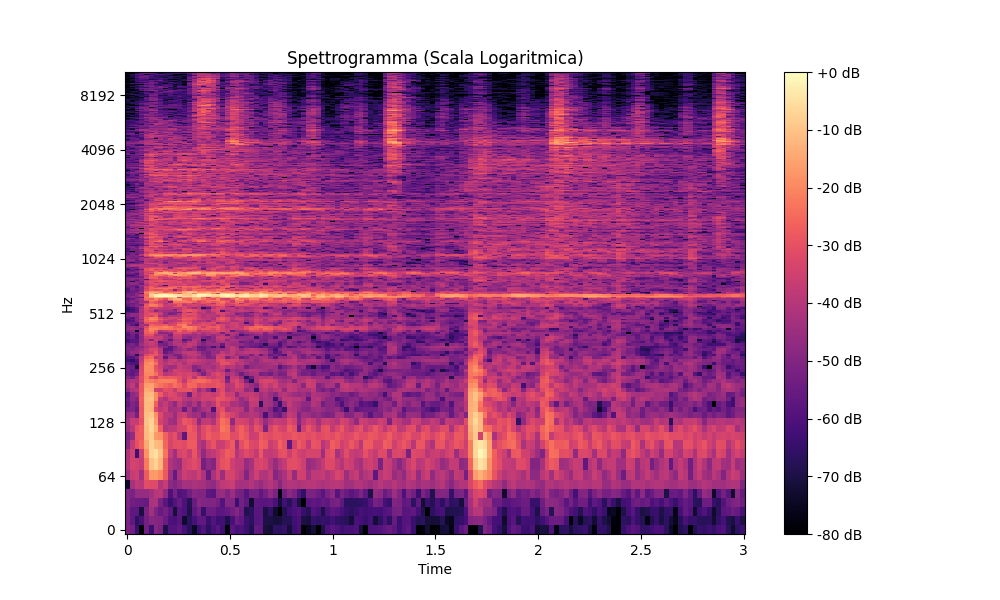 Spettrogramma (Scala Logaritmica)
+0 dB
8192
-10 dB
4096
-20 dB
2048
-30 dB
1024
-40 dB
Hz
512
-50 dB
256
-60 dB
128
-70 dB
64
0
-80 dB
0 0.5 1 1.5 2 2.5 3
Time